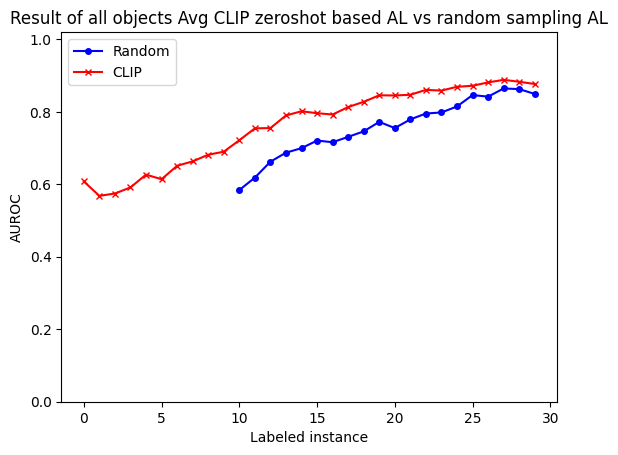 Result of all objects Avg CLIP zeroshot based AL vs random sampling AL
1.0
0.8
0.6
0.4
0.2
0.0
AUROC
Random
CLIP
0 5 10 15 20 25 30
Labeled instance